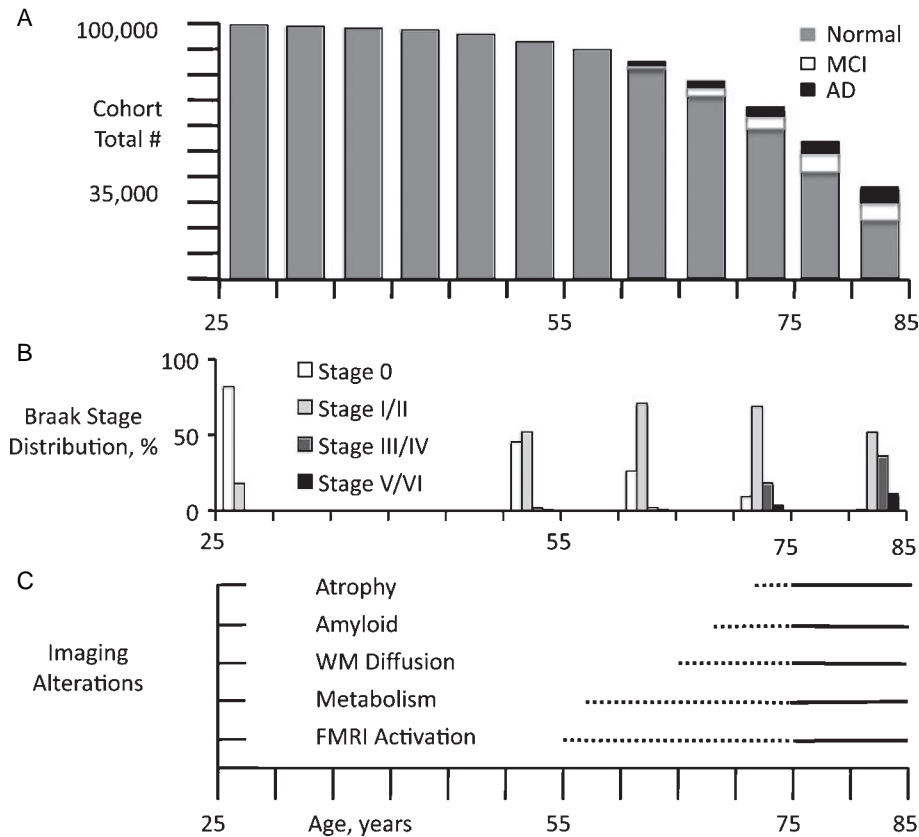 A
100,000
Cohort
Total #
35,000
Normal
MCI
AD
25
55
75
85
B
100
50
0
Braak Stage
Distribution, %
Stage 0
Stage I/II
Stage III/IV
Stage V/VI
25
55
75
85
C
Imaging
Alterations
Atrophy
Amyloid
WM Diffusion
Metabolism
FMRI Activation
25
Age, years
55
75
85